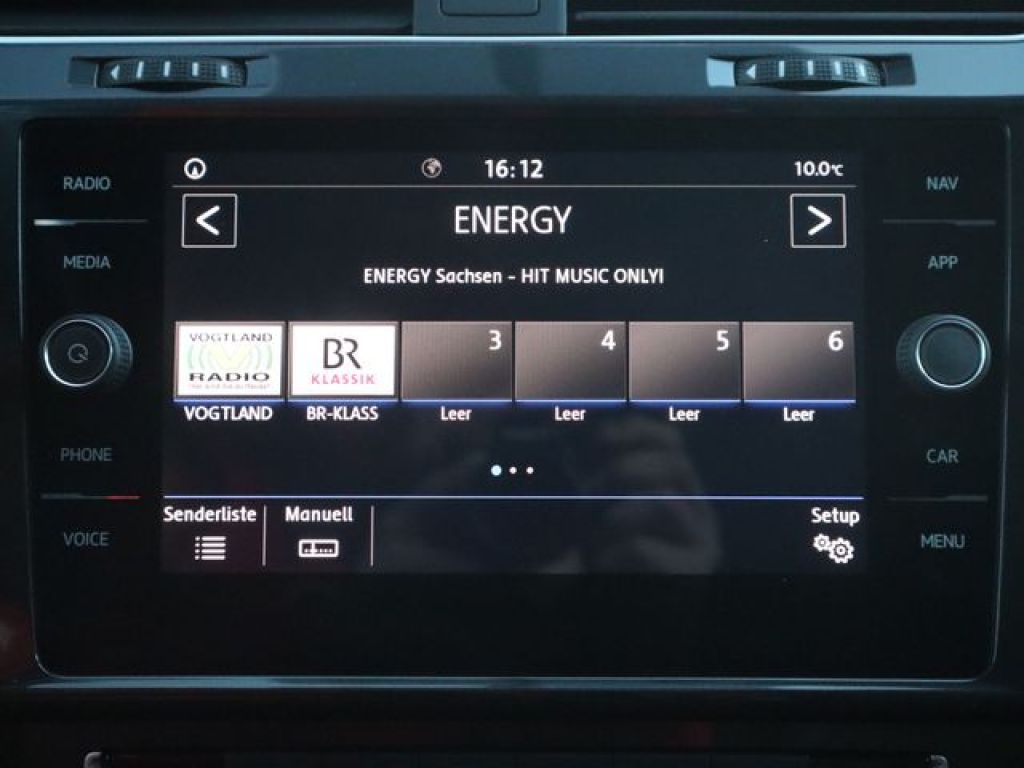 16:12 10.0°C
RADIO NAV
< ENERGY >
MEDIA APP
ENERGY Sachsen - HIT MUSIC ONLY!
VOGTLAND RADIO
BR KLASSIK
3 4 5 6
VOGTLAND BR-KLASS Leer Leer Leer Leer
PHONE CAR
Senderliste Manuell Setup
VOICE MENU